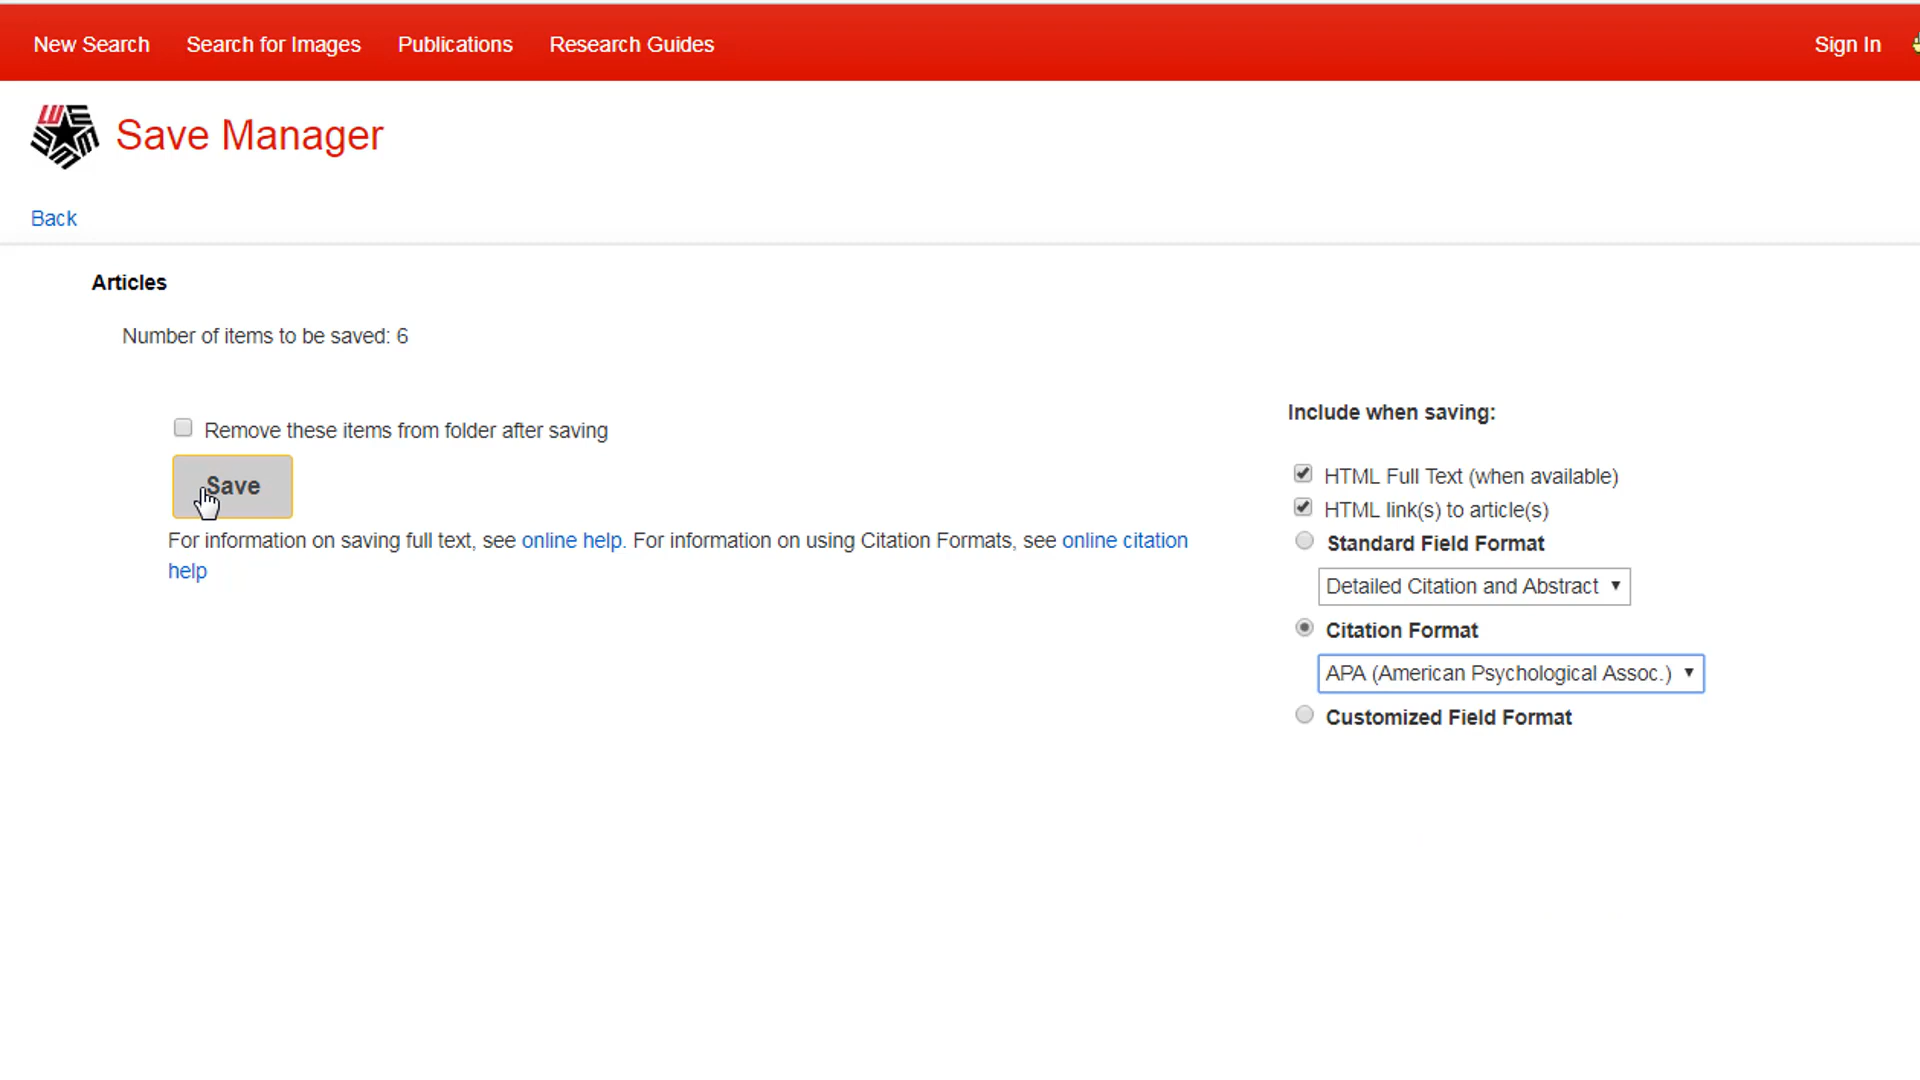 New Search Search for Images Publications Research Guides Sign In
Save Manager
Back
Articles
Number of items to be saved: 6
Remove these items from folder after saving
Save
For information on saving full text, see online help. For information on using Citation Formats, see online citation
help
Include when saving:
HTML Full Text (when available)
HTML link(s) to article(s)
Standard Field Format
Detailed Citation and Abstract
Citation Format
APA (American Psychological Assoc.)
Customized Field Format